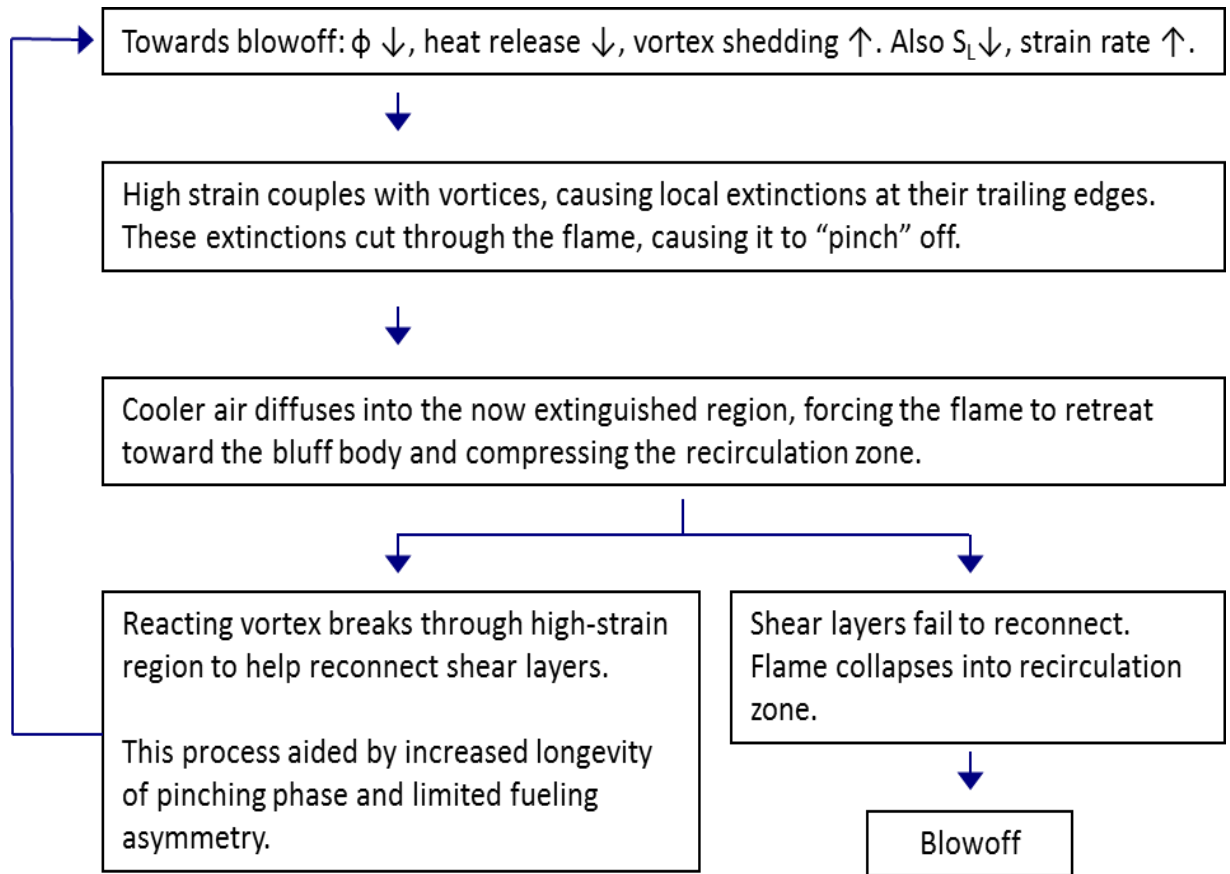 Towards blowoff: ϕ ↓, heat release ↓, vortex shedding ↑. Also S_L↓, strain rate ↑.
High strain couples with vortices, causing local extinctions at their trailing edges.
These extinctions cut through the flame, causing it to “pinch” off.
Cooler air diffuses into the now extinguished region, forcing the flame to retreat
toward the bluff body and compressing the recirculation zone.
Reacting vortex breaks through high-strain
region to help reconnect shear layers.
This process aided by increased longevity
of pinching phase and limited fueling
asymmetry.
Shear layers fail to reconnect.
Flame collapses into recirculation
zone.
Blowoff